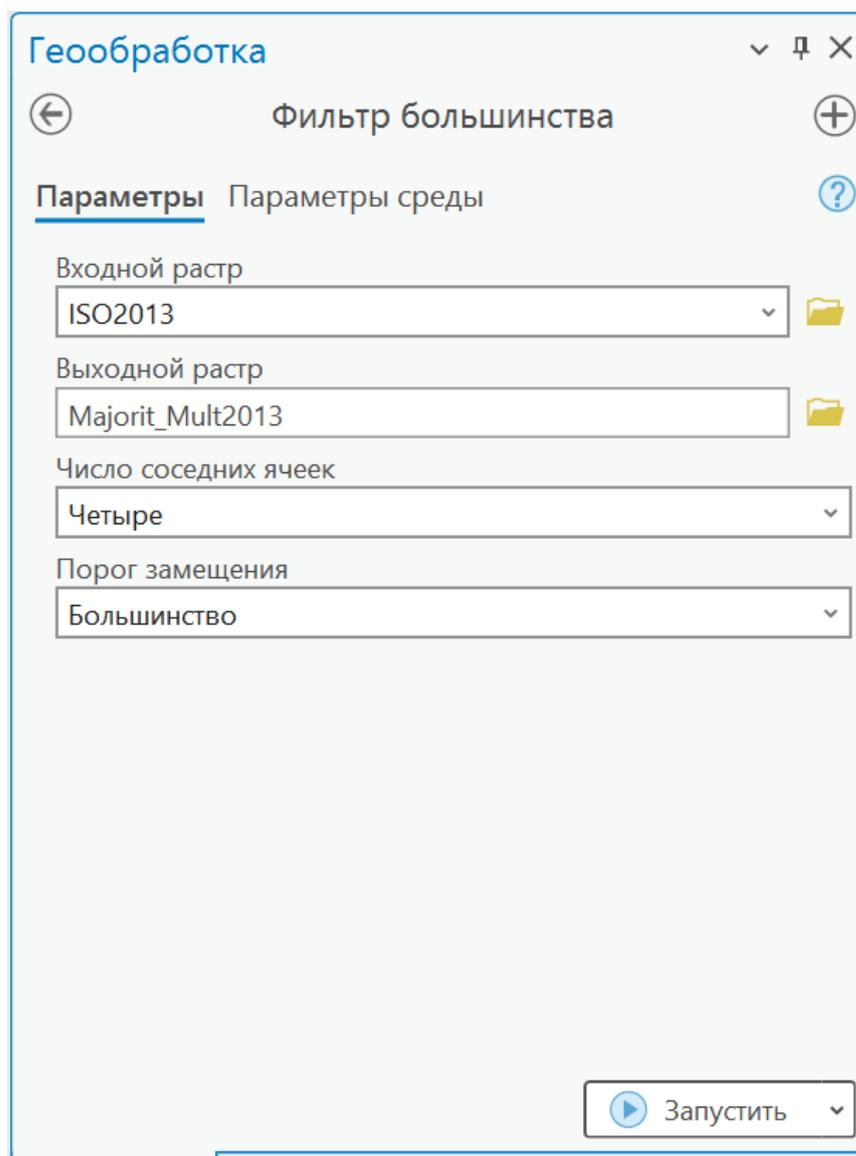 Геообработка
Фильтр большинства
Параметры Параметры среды
Входной растр
ISO2013
Выходной растр
Majorit_Mult2013
Число соседних ячеек
Четыре
Порог замещения
Большинство
Запустить